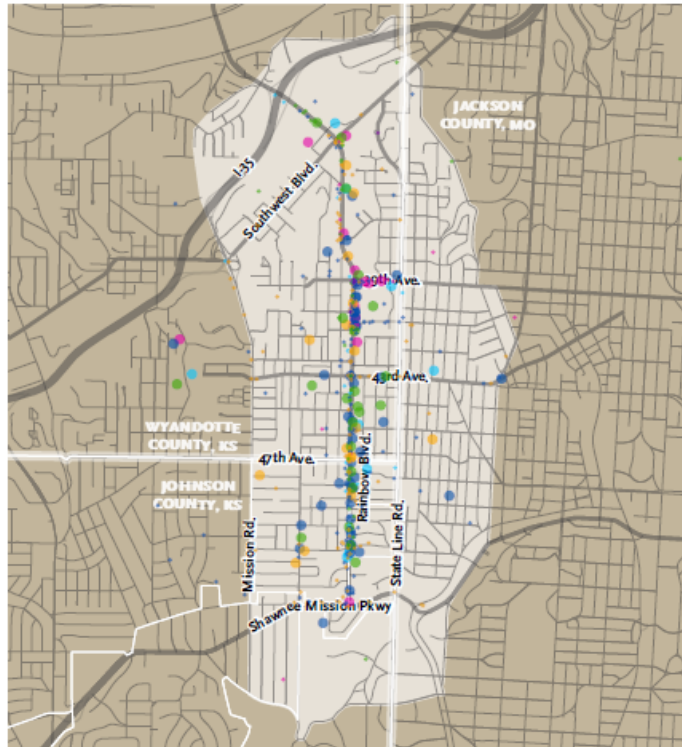 JACKSON
COUNTY, MO
I-35
Southwest Blvd.
39th Ave.
43rd Ave.
WYANDOTTE
COUNTY, KS
47th Ave.
JOHNSON
COUNTY, KS
Rainbow Blvd.
Mission Rd.
State Line Rd.
Shawnee Mission Pkwy